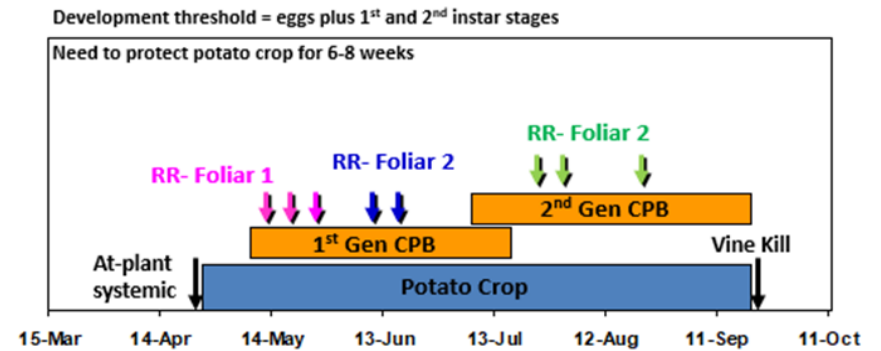 Development threshold = eggs plus 1st and 2nd instar stages
Need to protect potato crop for 6-8 weeks
RR- Foliar 2
RR- Foliar 2
RR- Foliar 1
2nd Gen CPB
1st Gen CPB
Vine Kill
At-plant
systemic
Potato Crop
15-Mar 14-Apr 14-May 13-Jun 13-Jul 12-Aug 11-Sep 11-Oct